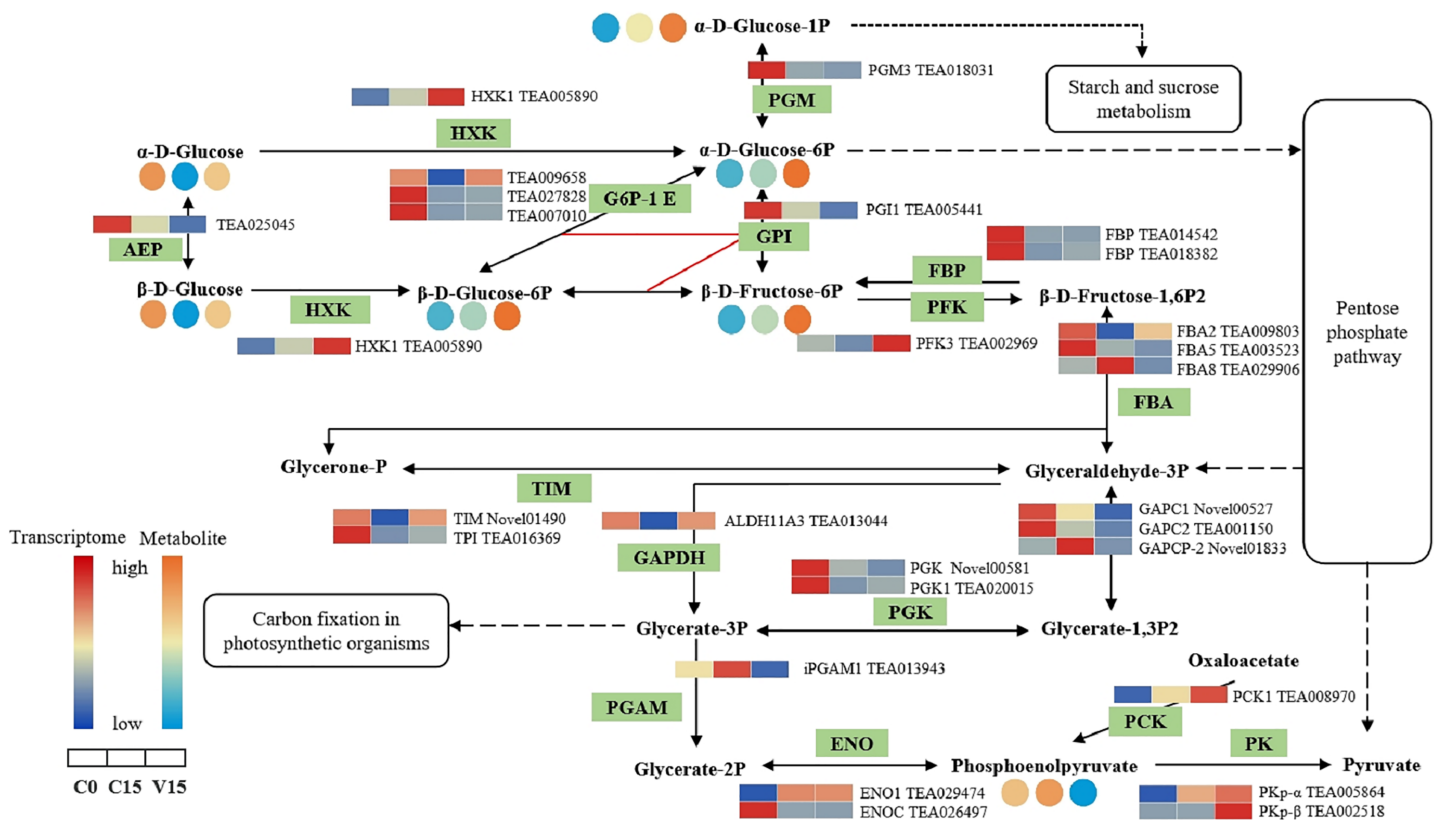 α-D-Glucose-1P
PGM3 TEA018031
PGM
Starch and sucrose
metabolism
HXK1 TEA005890
HXK
α-D-Glucose
α-D-Glucose-6P
TEA009658
TEA027828
TEA007010
G6P-1 E
TEA025045
AEP
PGI1 TEA005441
GPI
FBP TEA014542
FBP TEA018382
FBP
PFK
β-D-Glucose
HXK
β-D-Glucose-6P
β-D-Fructose-6P
β-D-Fructose-1,6P2
Pentose
phosphate
pathway
HXK1 TEA005890
PFK3 TEA002969
FBA2 TEA009803
FBA5 TEA003523
FBA8 TEA029906
FBA
Glycerone-P
Glyceraldehyde-3P
TIM
TIM Novel01490
TPI TEA016369
ALDH11A3 TEA013044
GAPDH
GAPC1 Novel00527
GAPC2 TEA001150
GAPCP-2 Novel01833
PGK Novel00581
PGK1 TEA020015
PGK
Transcriptome Metabolite
high
low
C0 C15 V15
Carbon fixation in
photosynthetic organisms
Glycerate-3P
Glycerate-1,3P2
iPGAM1 TEA013943
PGAM
Oxaloacetate
PCK1 TEA008970
PCK
ENO
PK
Glycerate-2P
Phosphoenolpyruvate
Pyruvate
ENO1 TEA029474
ENOC TEA026497
PKp-α TEA005864
PKp-β TEA002518